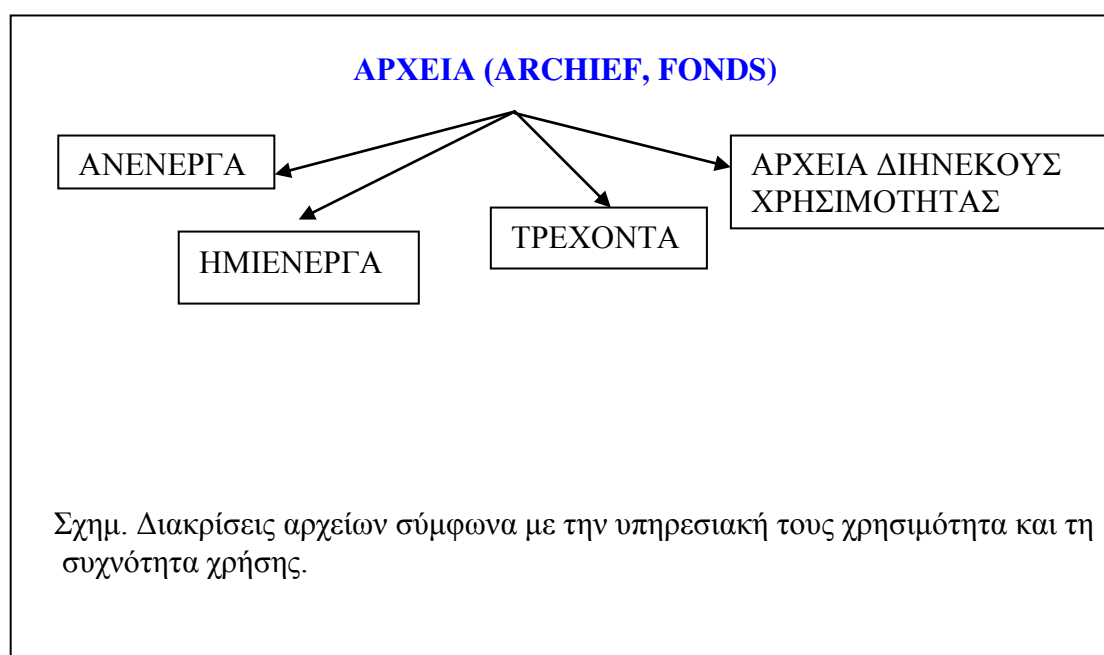 ΑΡΧΕΙΑ (ARCHIEF, FONDS)
ΑΝΕΝΕΡΓΑ
ΗΜΙΕΝΕΡΓΑ
ΤΡΕΧΟΝΤΑ
ΑΡΧΕΙΑ ΔΙΗΝΕΚΟΥΣ
ΧΡΗΣΙΜΟΤΗΤΑΣ
Σχημ. Διακρίσεις αρχείων σύμφωνα με την υπηρεσιακή τους χρησιμότητα και τη
συχνότητα χρήσης.